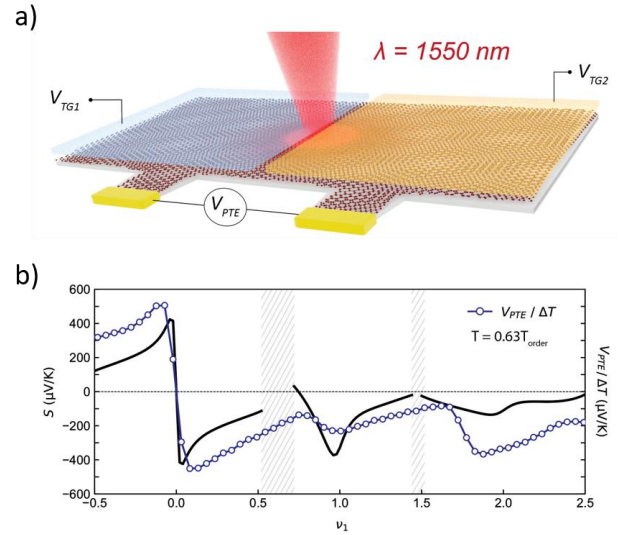 a)
λ = 1550 nm
V_TG1
V_TG2
V_PTE
b)
600
400
200
0
−200
−400
−600
S (μV/K)
V_PTE / ΔT
T = 0.63T_order
V_PTE / ΔT (μV/K)
−0.5
0.0
0.5
1.0
1.5
2.0
2.5
ν₁